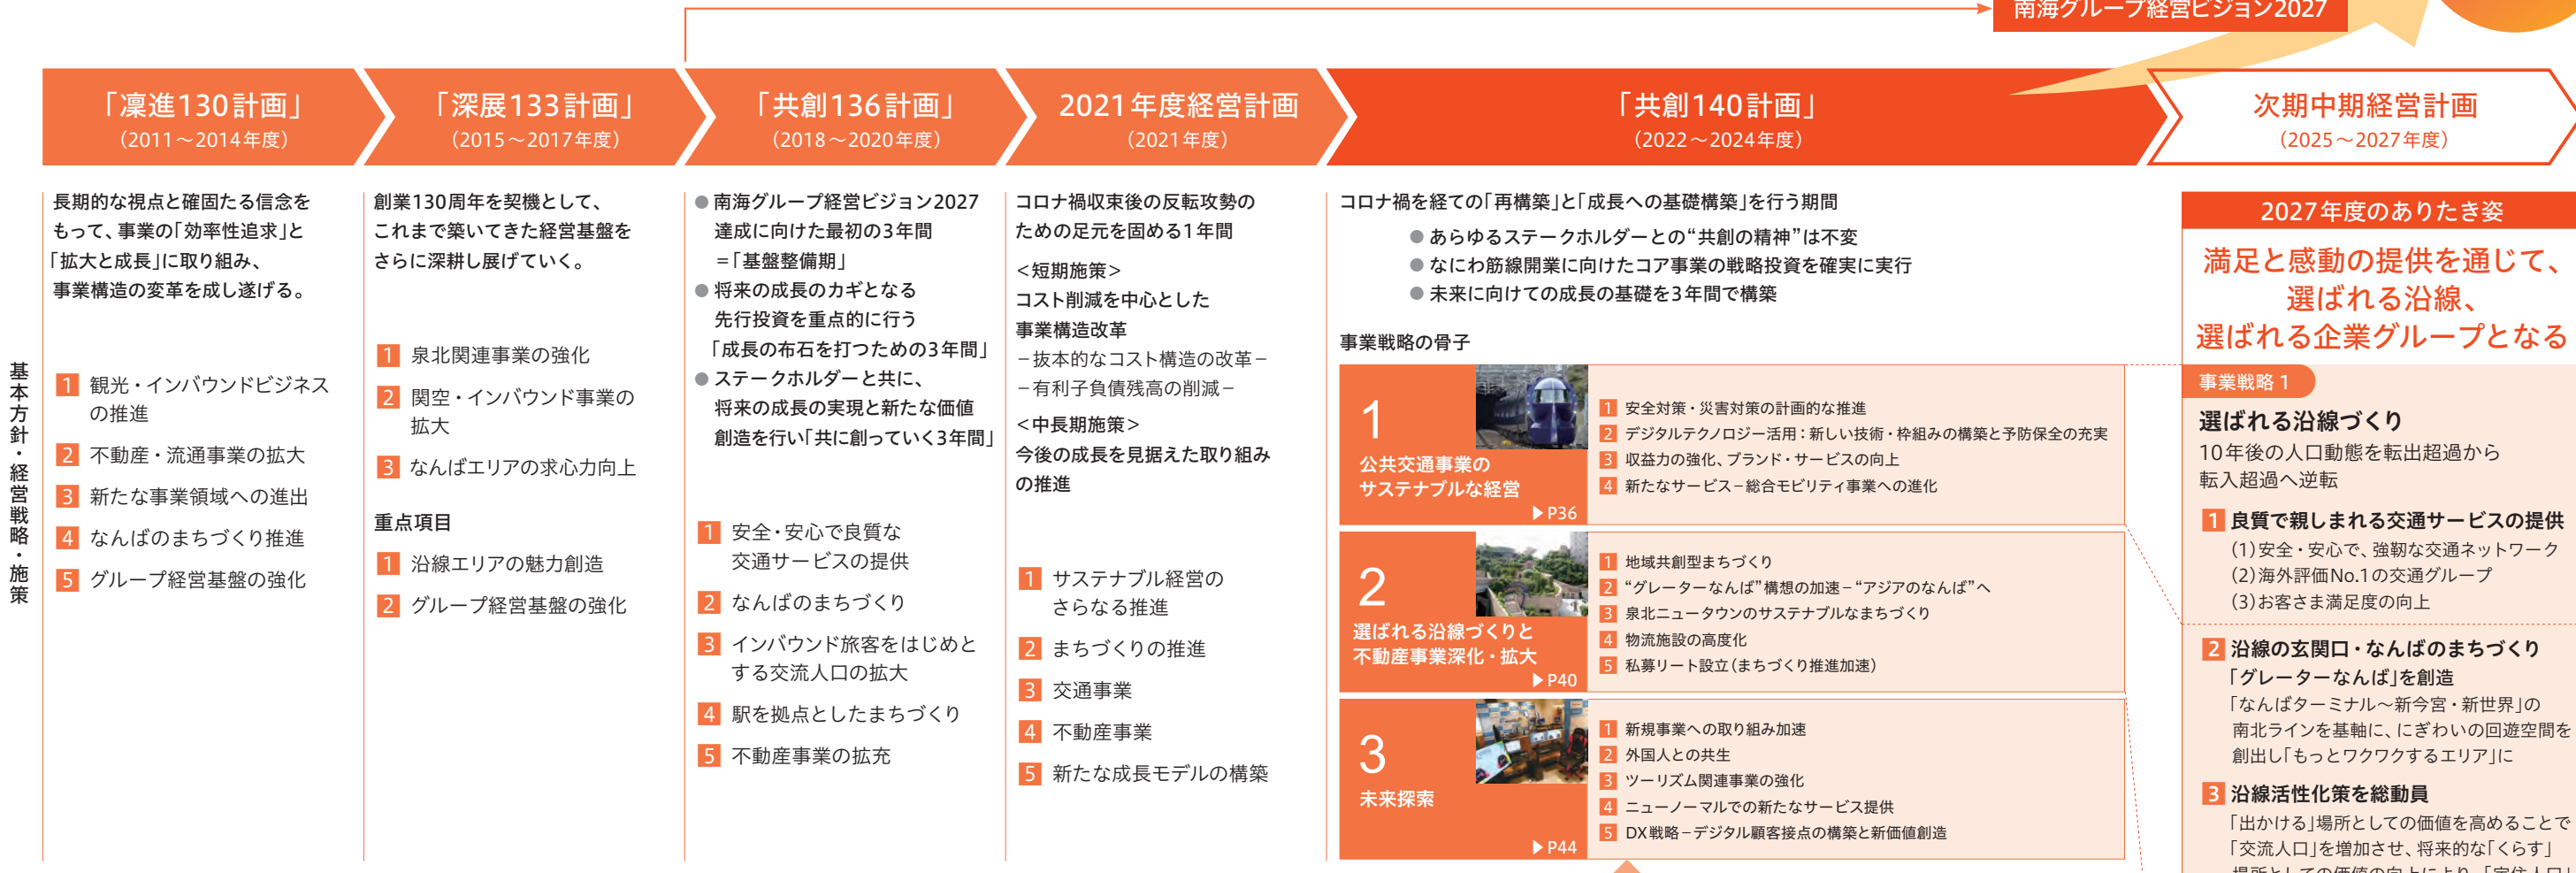 南海グループ経営ビジョン2027
「凜進130計画」
（2011～2014年度）
「深展133計画」
（2015～2017年度）
「共創136計画」
（2018～2020年度）
2021年度経営計画
（2021年度）
「共創140計画」
（2022～2024年度）
次期中期経営計画
（2025～2027年度）
基本方針・経営戦略・施策
長期的な視点と確固たる信念を
もって、事業の「効率性追求」と
「拡大と成長」に取り組み、
事業構造の変革を成し遂げる。
1 観光・インバウンドビジネス
の推進
2 不動産・流通事業の拡大
3 新たな事業領域への進出
4 なんばのまちづくり推進
5 グループ経営基盤の強化
創業130周年を契機として、
これまで築いてきた経営基盤を
さらに深耕し展げていく。
1 泉北関連事業の強化
2 関空・インバウンド事業の
拡大
3 なんばエリアの求心力向上
重点項目
1 沿線エリアの魅力創造
2 グループ経営基盤の強化
● 南海グループ経営ビジョン2027
達成に向けた最初の3年間
＝「基盤整備期」
● 将来の成長のカギとなる
先行投資を重点的に行う
「成長の布石を打つための3年間」
● ステークホルダーと共に、
将来の成長の実現と新たな価値
創造を行い「共に創っていく3年間」
1 安全・安心で良質な
交通サービスの提供
2 なんばのまちづくり
3 インバウンド旅客をはじめと
する交流人口の拡大
4 駅を拠点としたまちづくり
5 不動産事業の拡充
コロナ禍収束後の反転攻勢の
ための足元を固める1年間
＜短期施策＞
コスト削減を中心とした
事業構造改革
－抜本的なコスト構造の改革－
－有利子負債残高の削減－
＜中長期施策＞
今後の成長を見据えた取り組み
の推進
1 サステナブル経営の
さらなる推進
2 まちづくりの推進
3 交通事業
4 不動産事業
5 新たな成長モデルの構築
コロナ禍を経ての「再構築」と「成長への基礎構築」を行う期間
● あらゆるステークホルダーとの“共創の精神”は不変
● なにわ筋線開業に向けたコア事業の戦略投資を確実に実行
● 未来に向けての成長の基礎を3年間で構築
事業戦略の骨子
1
公共交通事業の
サステナブルな経営
▶P36
1 安全対策・災害対策の計画的な推進
2 デジタルテクノロジー活用：新しい技術・枠組みの構築と予防保全の充実
3 収益力の強化、ブランド・サービスの向上
4 新たなサービス－総合モビリティ事業への進化
2
選ばれる沿線づくりと
不動産事業深化・拡大
▶P40
1 地域共創型まちづくり
2 “グレーターなんば”構想の加速－“アジアのなんば”へ
3 泉北ニュータウンのサステナブルなまちづくり
4 物流施設の高度化
5 私募リート設立（まちづくり推進加速）
3
未来探索
▶P44
1 新規事業への取り組み加速
2 外国人との共生
3 ツーリズム関連事業の強化
4 ニューノーマルでの新たなサービス提供
5 DX戦略－デジタル顧客接点の構築と新価値創造
2027年度のありたき姿
満足と感動の提供を通じて、
選ばれる沿線、
選ばれる企業グループとなる
事業戦略 1
選ばれる沿線づくり
10年後の人口動態を転出超過から
転入超過へ逆転
1 良質で親しまれる交通サービスの提供
（1）安全・安心で、強靭な交通ネットワーク
（2）海外評価No.1の交通グループ
（3）お客さま満足度の向上
2 沿線の玄関口・なんばのまちづくり
「グレーターなんば」を創造
「なんばターミナル～新今宮・新世界」の
南北ラインを基軸に、にぎわいの回遊空間を
創出し「もっとワクワクするエリア」に
3 沿線活性化策を総動員
「出かける」場所としての価値を高めることで
「交流人口」を増加させ、将来的な「くらす」
場所としての価値の向上により、「定住人口」